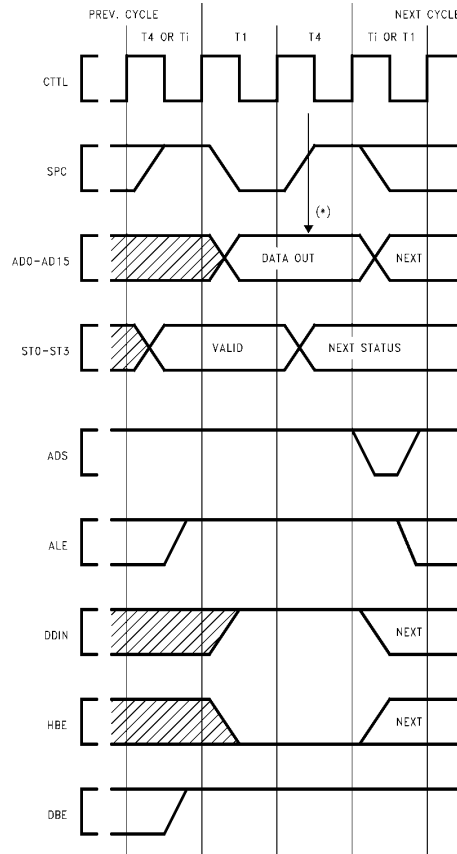 PREV. CYCLE NEXT CYCLE
T4 OR Ti T1 T4 Ti OR T1
CTTL
SPC
(*)
AD0-AD15 DATA OUT NEXT
ST0-ST3 VALID NEXT STATUS
ADS
ALE
DDIN NEXT
HBE NEXT
DBE